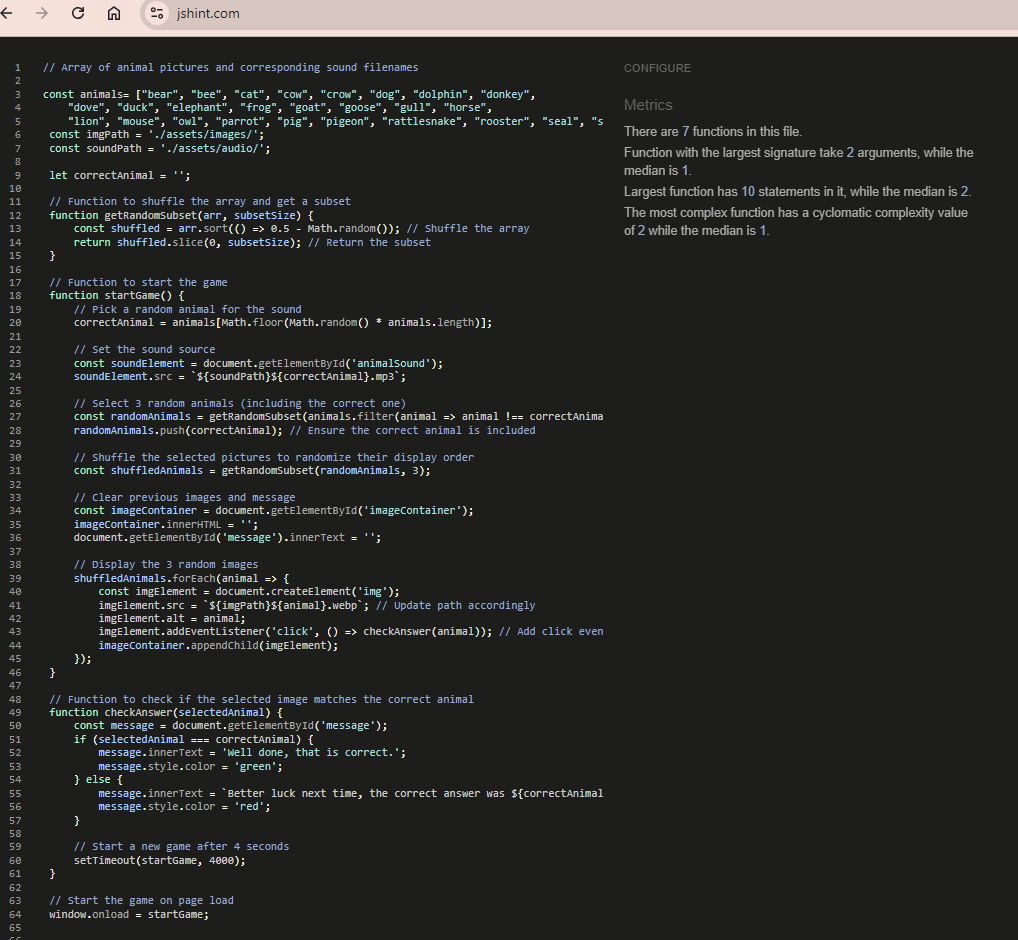 jshint.com
1 // Array of animal pictures and corresponding sound filenames
2
3 const animals= ["bear", "bee", "cat", "cow", "crow", "dog", "dolphin", "donkey",
4 "dove", "duck", "elephant", "frog", "goat", "goose", "gull", "horse",
5 "lion", "mouse", "owl", "parrot", "pig", "pigeon", "rattlesnake", "rooster", "seal", "s
6 const imgPath = './assets/images/';
7 const soundPath = './assets/audio/';
8
9 let correctAnimal = '';
10
11 // Function to shuffle the array and get a subset
12 function getRandomSubset(arr, subsetSize) {
13 const shuffled = arr.sort(() => 0.5 - Math.random()); // Shuffle the array
14 return shuffled.slice(0, subsetSize); // Return the subset
15 }
16
17 // Function to start the game
18 function startGame() {
19 // Pick a random animal for the sound
20 correctAnimal = animals[Math.floor(Math.random() * animals.length)];
21
22 // Set the sound source
23 const soundElement = document.getElementById('animalSound');
24 soundElement.src = `${soundPath}${correctAnimal}.mp3`;
25
26 // Select 3 random animals (including the correct one)
27 const randomAnimals = getRandomSubset(animals.filter(animal => animal !== correctAnima
28 randomAnimals.push(correctAnimal); // Ensure the correct animal is included
29
30 // Shuffle the selected pictures to randomize their display order
31 const shuffledAnimals = getRandomSubset(randomAnimals, 3);
32
33 // Clear previous images and message
34 const imageContainer = document.getElementById('imageContainer');
35 imageContainer.innerHTML = '';
36 document.getElementById('message').innerText = '';
37
38 // Display the 3 random images
39 shuffledAnimals.forEach(animal => {
40 const imgElement = document.createElement('img');
41 imgElement.src = `${imgPath}${animal}.webp`; // Update path accordingly
42 imgElement.alt = animal;
43 imgElement.addEventListener('click', () => checkAnswer(animal)); // Add click even
44 imageContainer.appendChild(imgElement);
45 });
46 }
47
48 // Function to check if the selected image matches the correct animal
49 function checkAnswer(selectedAnimal) {
50 const message = document.getElementById('message');
51 if (selectedAnimal === correctAnimal) {
52 message.innerText = 'Well done, that is correct.';
53 message.style.color = 'green';
54 } else {
55 message.innerText = `Better luck next time, the correct answer was ${correctAnimal
56 message.style.color = 'red';
57 }
58
59 // Start a new game after 4 seconds
60 setTimeout(startGame, 4000);
61 }
62
63 // Start the game on page load
64 window.onload = startGame;
65
CONFIGURE
Metrics
There are 7 functions in this file.
Function with the largest signature take 2 arguments, while the
median is 1.
Largest function has 10 statements in it, while the median is 2.
The most complex function has a cyclomatic complexity value
of 2 while the median is 1.